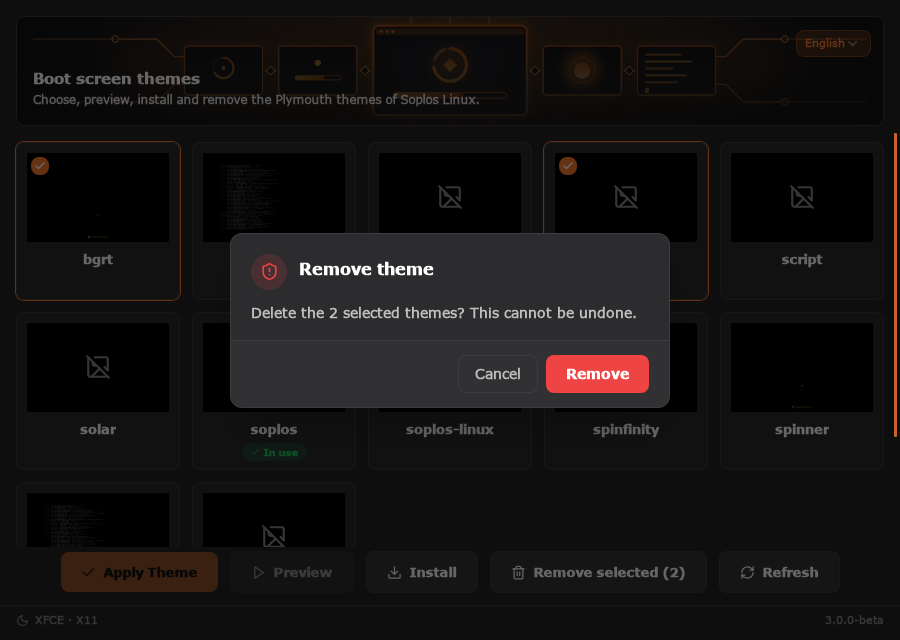 English
Boot screen themes
Choose, preview, install and remove the Plymouth themes of Soplos Linux.
bgrt
script
Remove theme
Delete the 2 selected themes? This cannot be undone.
Cancel
Remove
solar
soplos
soplos-linux
spinfinity
spinner
In use
Apply Theme
Preview
Install
Remove selected (2)
Refresh
XFCE • X11
3.0.0-beta